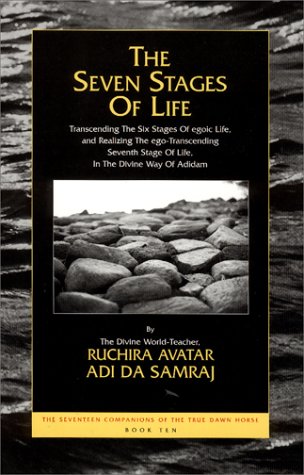 THE
SEVEN STAGES
OF LIFE
Transcending The Six Stages Of egoic Life,
and Realizing The ego-Transcending
Seventh Stage Of Life,
In The Divine Way Of Adidam
By
The Divine World-Teacher,
RUCHIRA AVATAR
ADI DA SAMRAJ
THE SEVENTEEN COMPANIONS OF THE TRUE DAWN HORSE
BOOK TEN